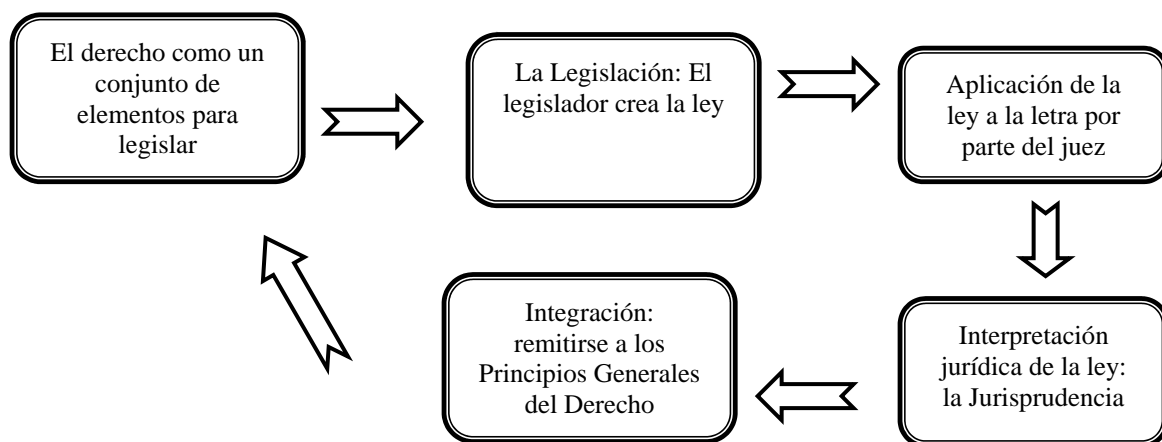 El derecho como un
conjunto de
elementos para
legislar
La Legislación: El
legislador crea la ley
Aplicación de la
ley a la letra por
parte del juez
Interpretación
jurídica de la ley:
la Jurisprudencia
Integración:
remitirse a los
Principios Generales
del Derecho